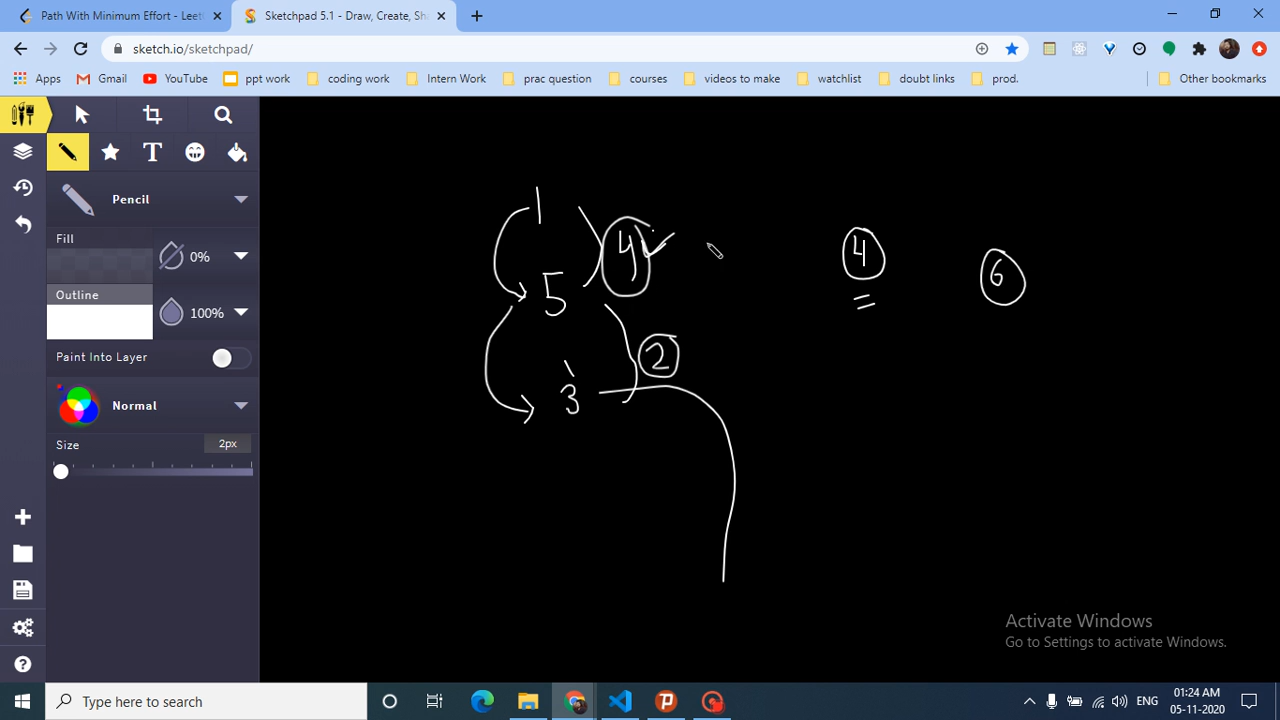 Path With Minimum Effort - Leet
Sketchpad 5.1 - Draw, Create, Sha
sketch.io/sketchpad/
Apps Gmail YouTube ppt work coding work Intern Work prac question courses videos to make watchlist doubt links prod. Other bookmarks
T
Pencil
Fill
0%
Outline
100%
Paint Into Layer
Normal
Size
2px
1
4
5
2
3
4
6
Activate Windows
Go to Settings to activate Windows.
Type here to search
ENG
01:24 AM
05-11-2020